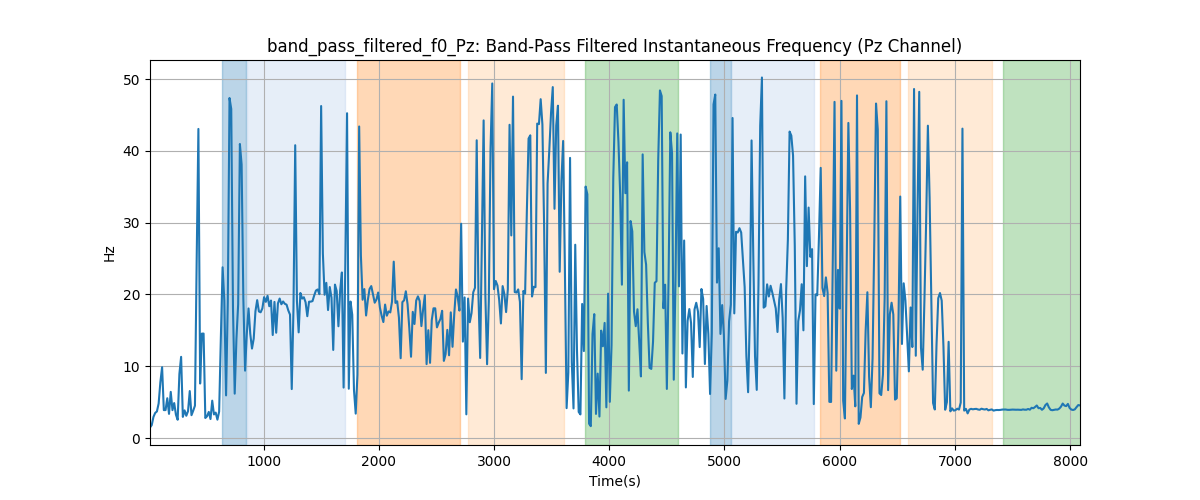 band_pass_filtered_f0_Pz: Band-Pass Filtered Instantaneous Frequency (Pz Channel)
50
40
30
20
10
0
Hz
1000 2000 3000 4000 5000 6000 7000 8000
Time(s)